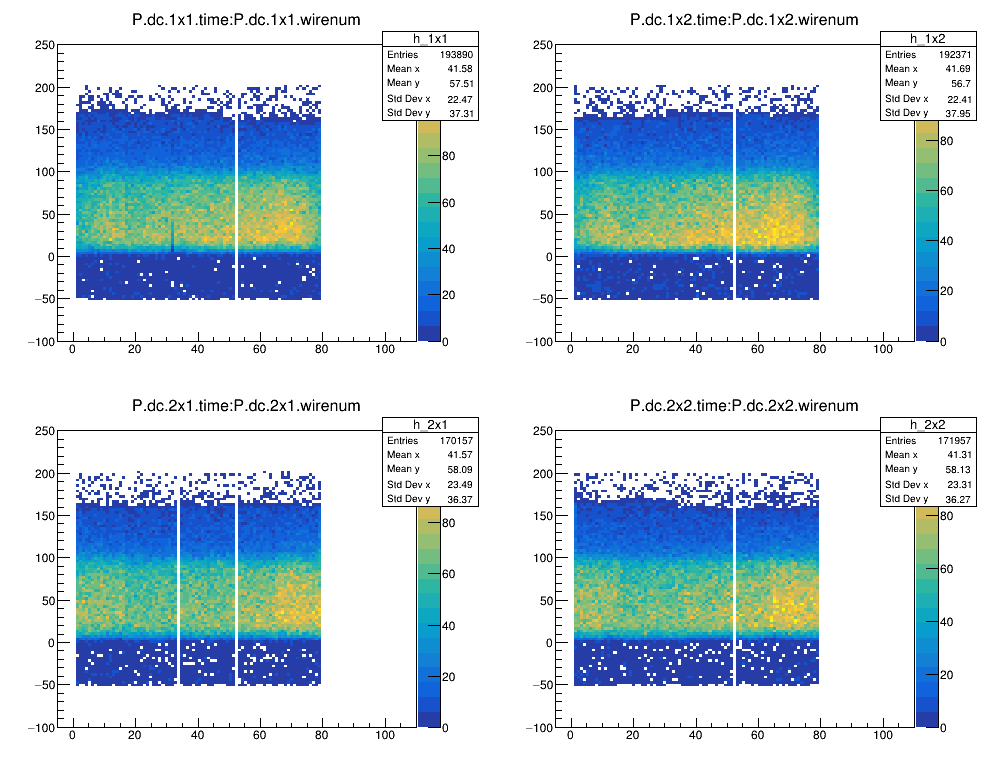 P.dc.1x1.time:P.dc.1x1.wirenum
h_1x1
Entries 193890
Mean x 41.58
Mean y 57.51
Std Dev x 22.47
Std Dev y 37.31
250
200
150
100
50
0
−50
−100
0 20 40 60 80 100
80
60
40
20
0
P.dc.1x2.time:P.dc.1x2.wirenum
h_1x2
Entries 192371
Mean x 41.69
Mean y 56.7
Std Dev x 22.41
Std Dev y 37.95
250
200
150
100
50
0
−50
−100
0 20 40 60 80 100
80
60
40
20
0
P.dc.2x1.time:P.dc.2x1.wirenum
h_2x1
Entries 170157
Mean x 41.57
Mean y 58.09
Std Dev x 23.49
Std Dev y 36.37
250
200
150
100
50
0
−50
−100
0 20 40 60 80 100
80
60
40
20
0
P.dc.2x2.time:P.dc.2x2.wirenum
h_2x2
Entries 171957
Mean x 41.31
Mean y 58.13
Std Dev x 23.31
Std Dev y 36.27
250
200
150
100
50
0
−50
−100
0 20 40 60 80 100
80
60
40
20
0